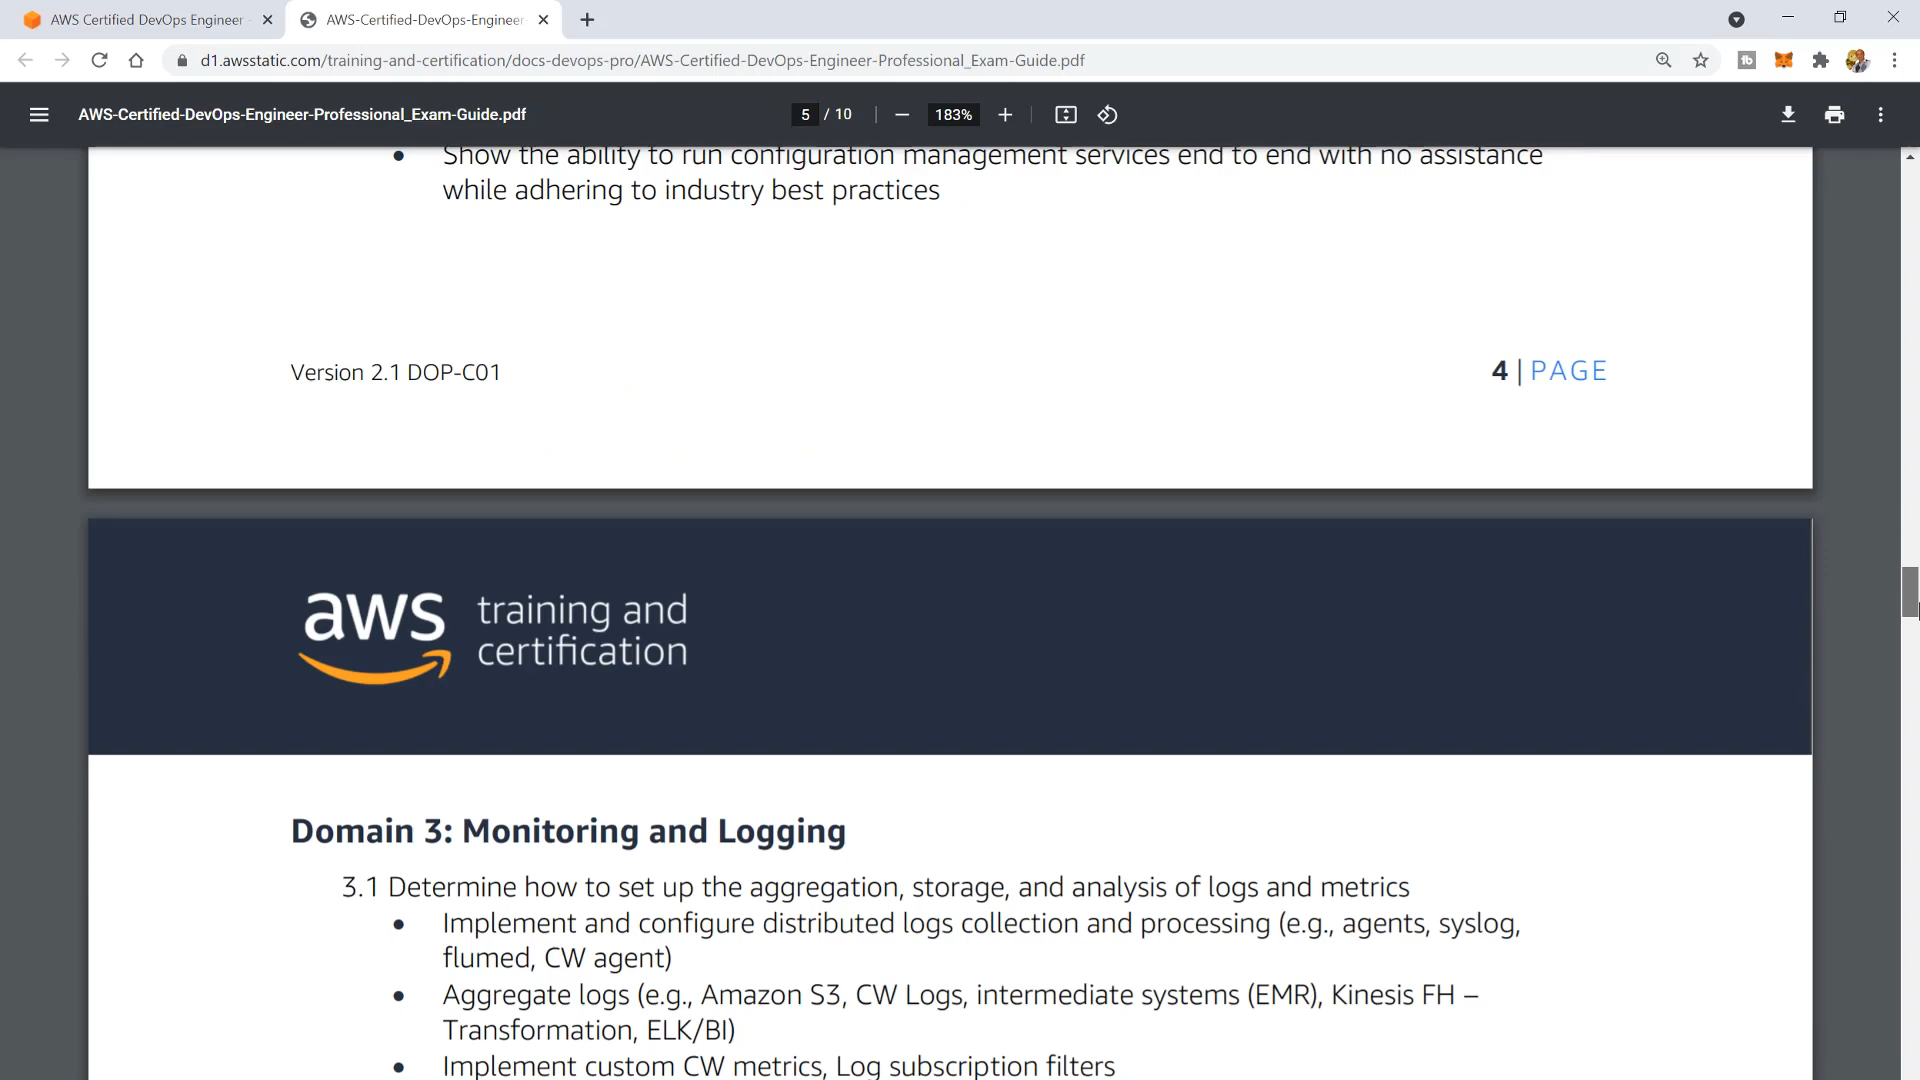 AWS Certified DevOps Engineer
AWS-Certified-DevOps-Engineer
d1.awsstatic.com/training-and-certification/docs-devops-pro/AWS-Certified-DevOps-Engineer-Professional_Exam-Guide.pdf
AWS-Certified-DevOps-Engineer-Professional_Exam-Guide.pdf
5 / 10
183%
• Show the ability to run configuration management services end to end with no assistance
while adhering to industry best practices
Version 2.1 DOP-C01
4 | PAGE
aws
training and
certification
Domain 3: Monitoring and Logging
3.1 Determine how to set up the aggregation, storage, and analysis of logs and metrics
• Implement and configure distributed logs collection and processing (e.g., agents, syslog,
flumed, CW agent)
• Aggregate logs (e.g., Amazon S3, CW Logs, intermediate systems (EMR), Kinesis FH –
Transformation, ELK/BI)
• Implement custom CW metrics, Log subscription filters